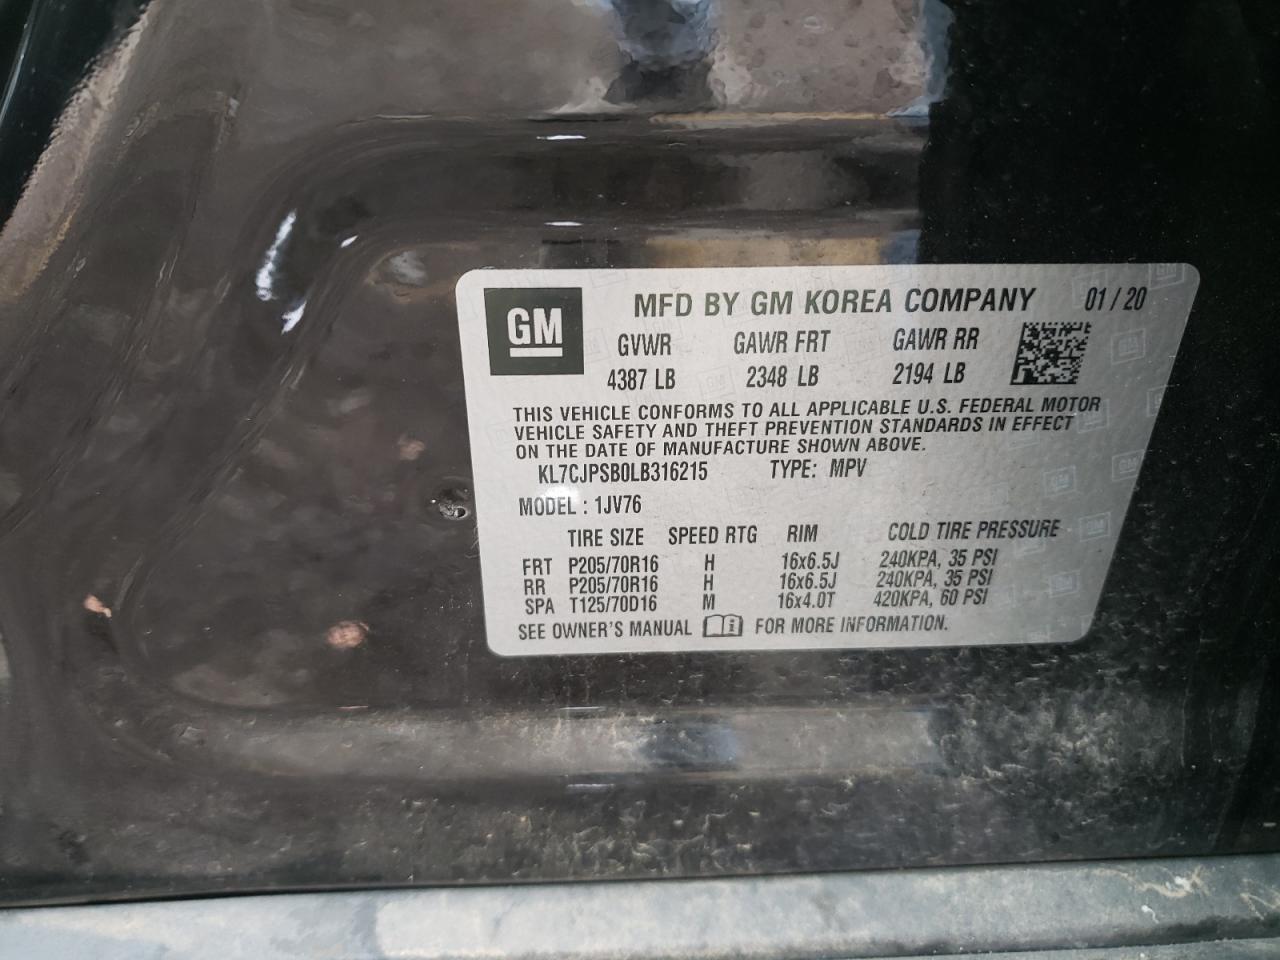 GM MFD BY GM KOREA COMPANY 01 / 20
GVWR GAWR FRT GAWR RR
4387 LB 2348 LB 2194 LB
THIS VEHICLE CONFORMS TO ALL APPLICABLE U.S. FEDERAL MOTOR
VEHICLE SAFETY AND THEFT PREVENTION STANDARDS IN EFFECT
ON THE DATE OF MANUFACTURE SHOWN ABOVE.
KL7CJPSB0LB316215 TYPE: MPV
MODEL : 1JV76
TIRE SIZE SPEED RTG RIM COLD TIRE PRESSURE
FRT P205/70R16 H 16x6.5J 240KPA, 35 PSI
RR P205/70R16 H 16x6.5J 240KPA, 35 PSI
SPA T125/70D16 M 16x4.0T 420KPA, 60 PSI
SEE OWNER'S MANUAL FOR MORE INFORMATION.